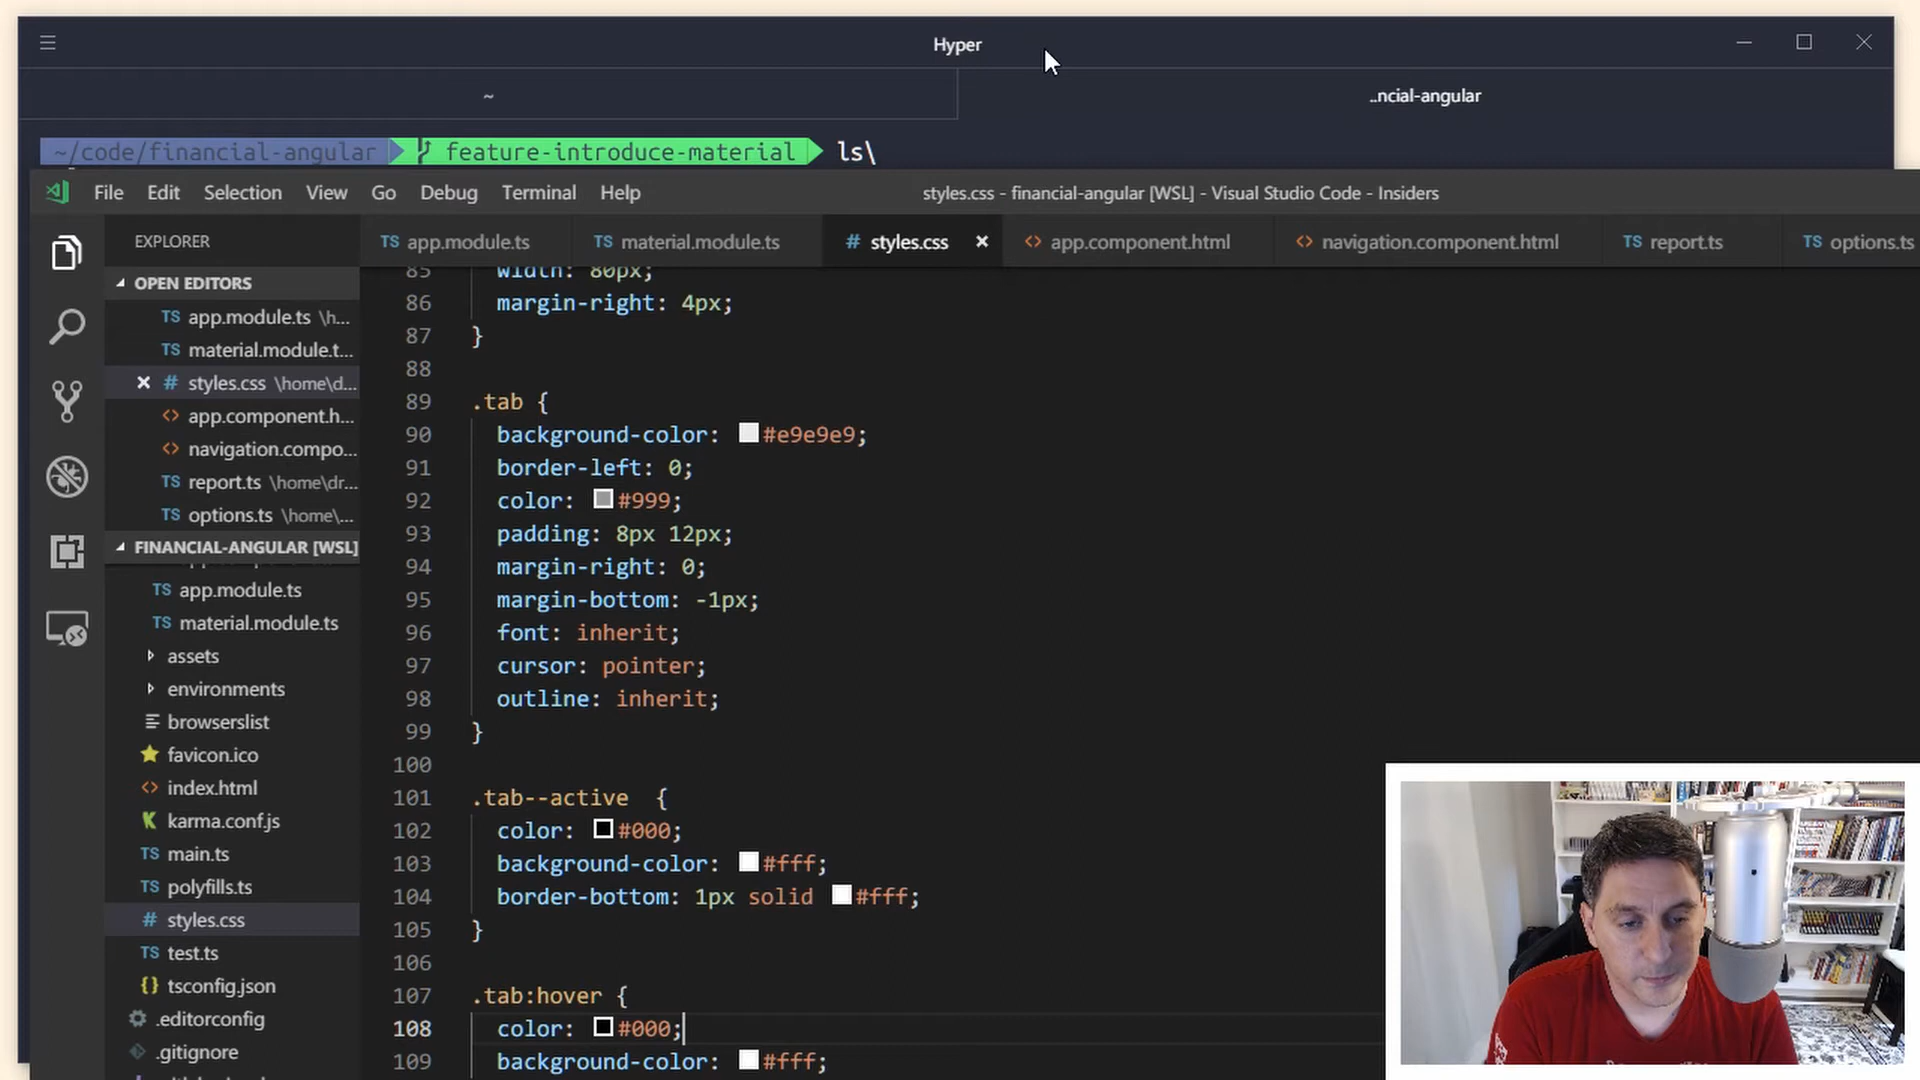 Hyper
~
..ncial-angular
~/code/financial-angular feature-introduce-material ls\
File Edit Selection View Go Debug Terminal Help
styles.css - financial-angular [WSL] - Visual Studio Code - Insiders
EXPLORER
TS app.module.ts
TS material.module.ts
# styles.css
<> app.component.html
<> navigation.component.html
TS report.ts
TS options.ts
OPEN EDITORS
TS app.module.ts \h...
TS material.module.t...
# styles.css \home\d...
<> app.component.h...
<> navigation.compo...
TS report.ts \home\dr...
TS options.ts \home\...
FINANCIAL-ANGULAR [WSL]
TS app.module.ts
TS material.module.ts
assets
environments
browserslist
favicon.ico
<> index.html
karma.conf.js
TS main.ts
TS polyfills.ts
# styles.css
TS test.ts
{} tsconfig.json
.editorconfig
.gitignore
85 width: 80px;
86 margin-right: 4px;
87 }
88
89 .tab {
90 background-color: #e9e9e9;
91 border-left: 0;
92 color: #999;
93 padding: 8px 12px;
94 margin-right: 0;
95 margin-bottom: -1px;
96 font: inherit;
97 cursor: pointer;
98 outline: inherit;
99 }
100
101 .tab--active  {
102 color: #000;
103 background-color: #fff;
104 border-bottom: 1px solid #fff;
105 }
106
107 .tab:hover {
108 color: #000;
109 background-color: #fff;